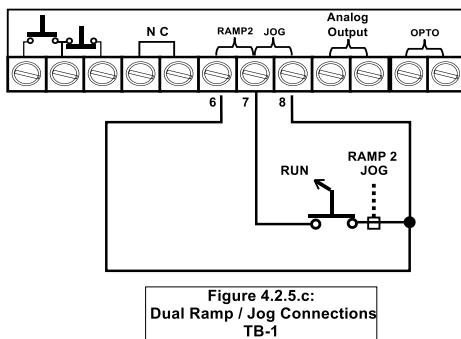 N C
RAMP2
JOG
Analog
Output
OPTO
6
7
8
RUN
RAMP 2
JOG
Figure 4.2.5.c:
Dual Ramp / Jog Connections
TB-1